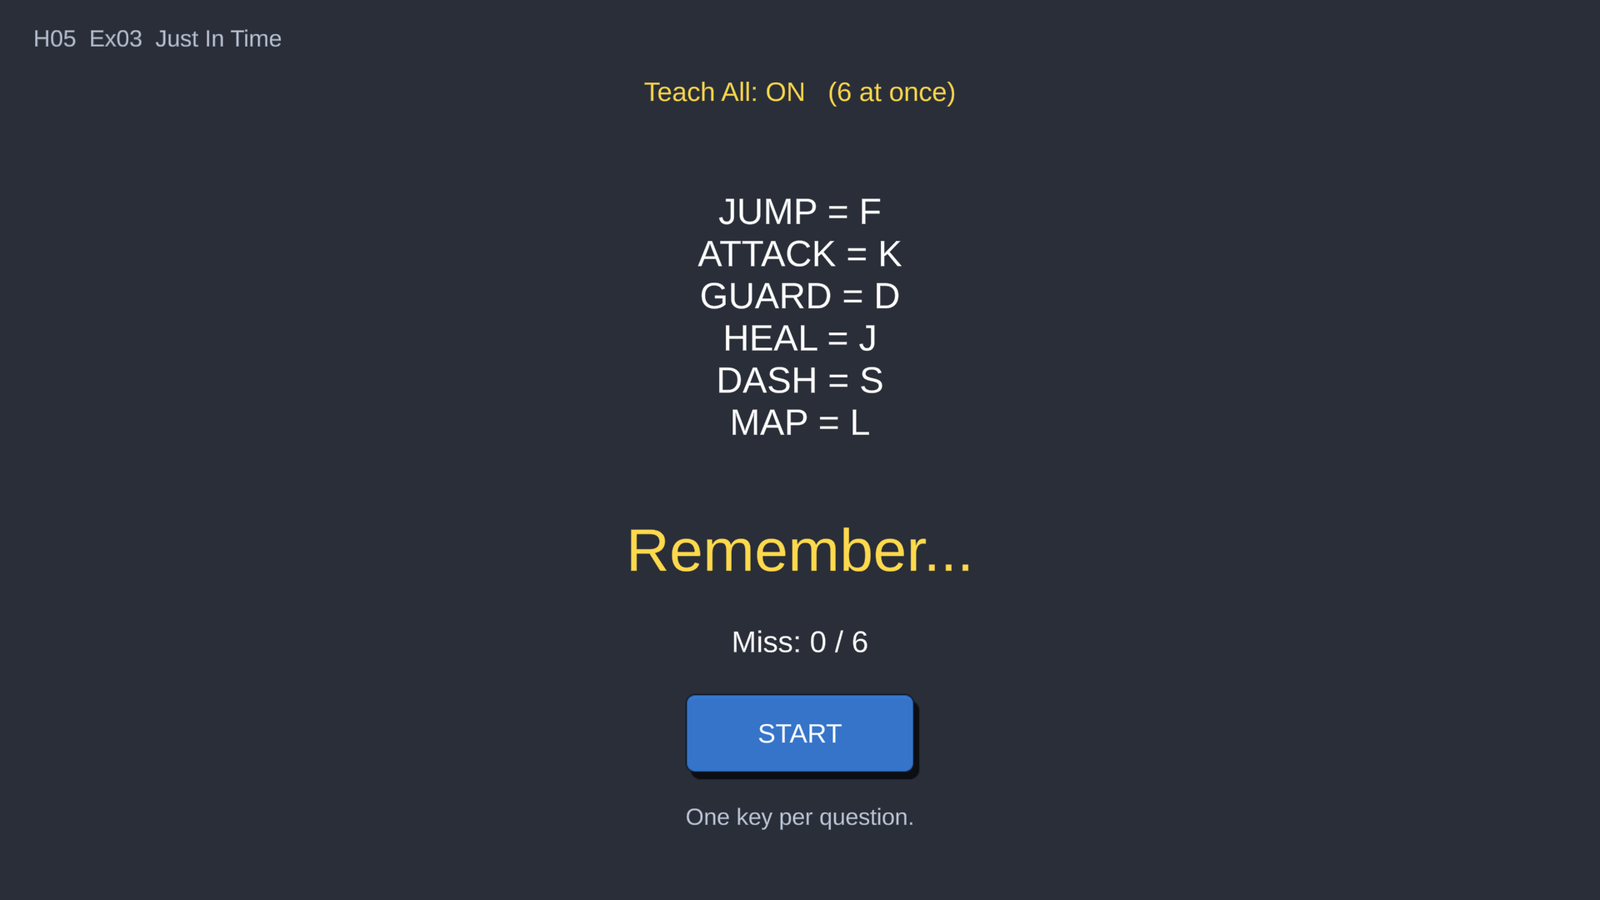 H05 Ex03 Just In Time
Teach All: ON (6 at once)
JUMP = F
ATTACK = K
GUARD = D
HEAL = J
DASH = S
MAP = L
Remember...
Miss: 0 / 6
START
One key per question.